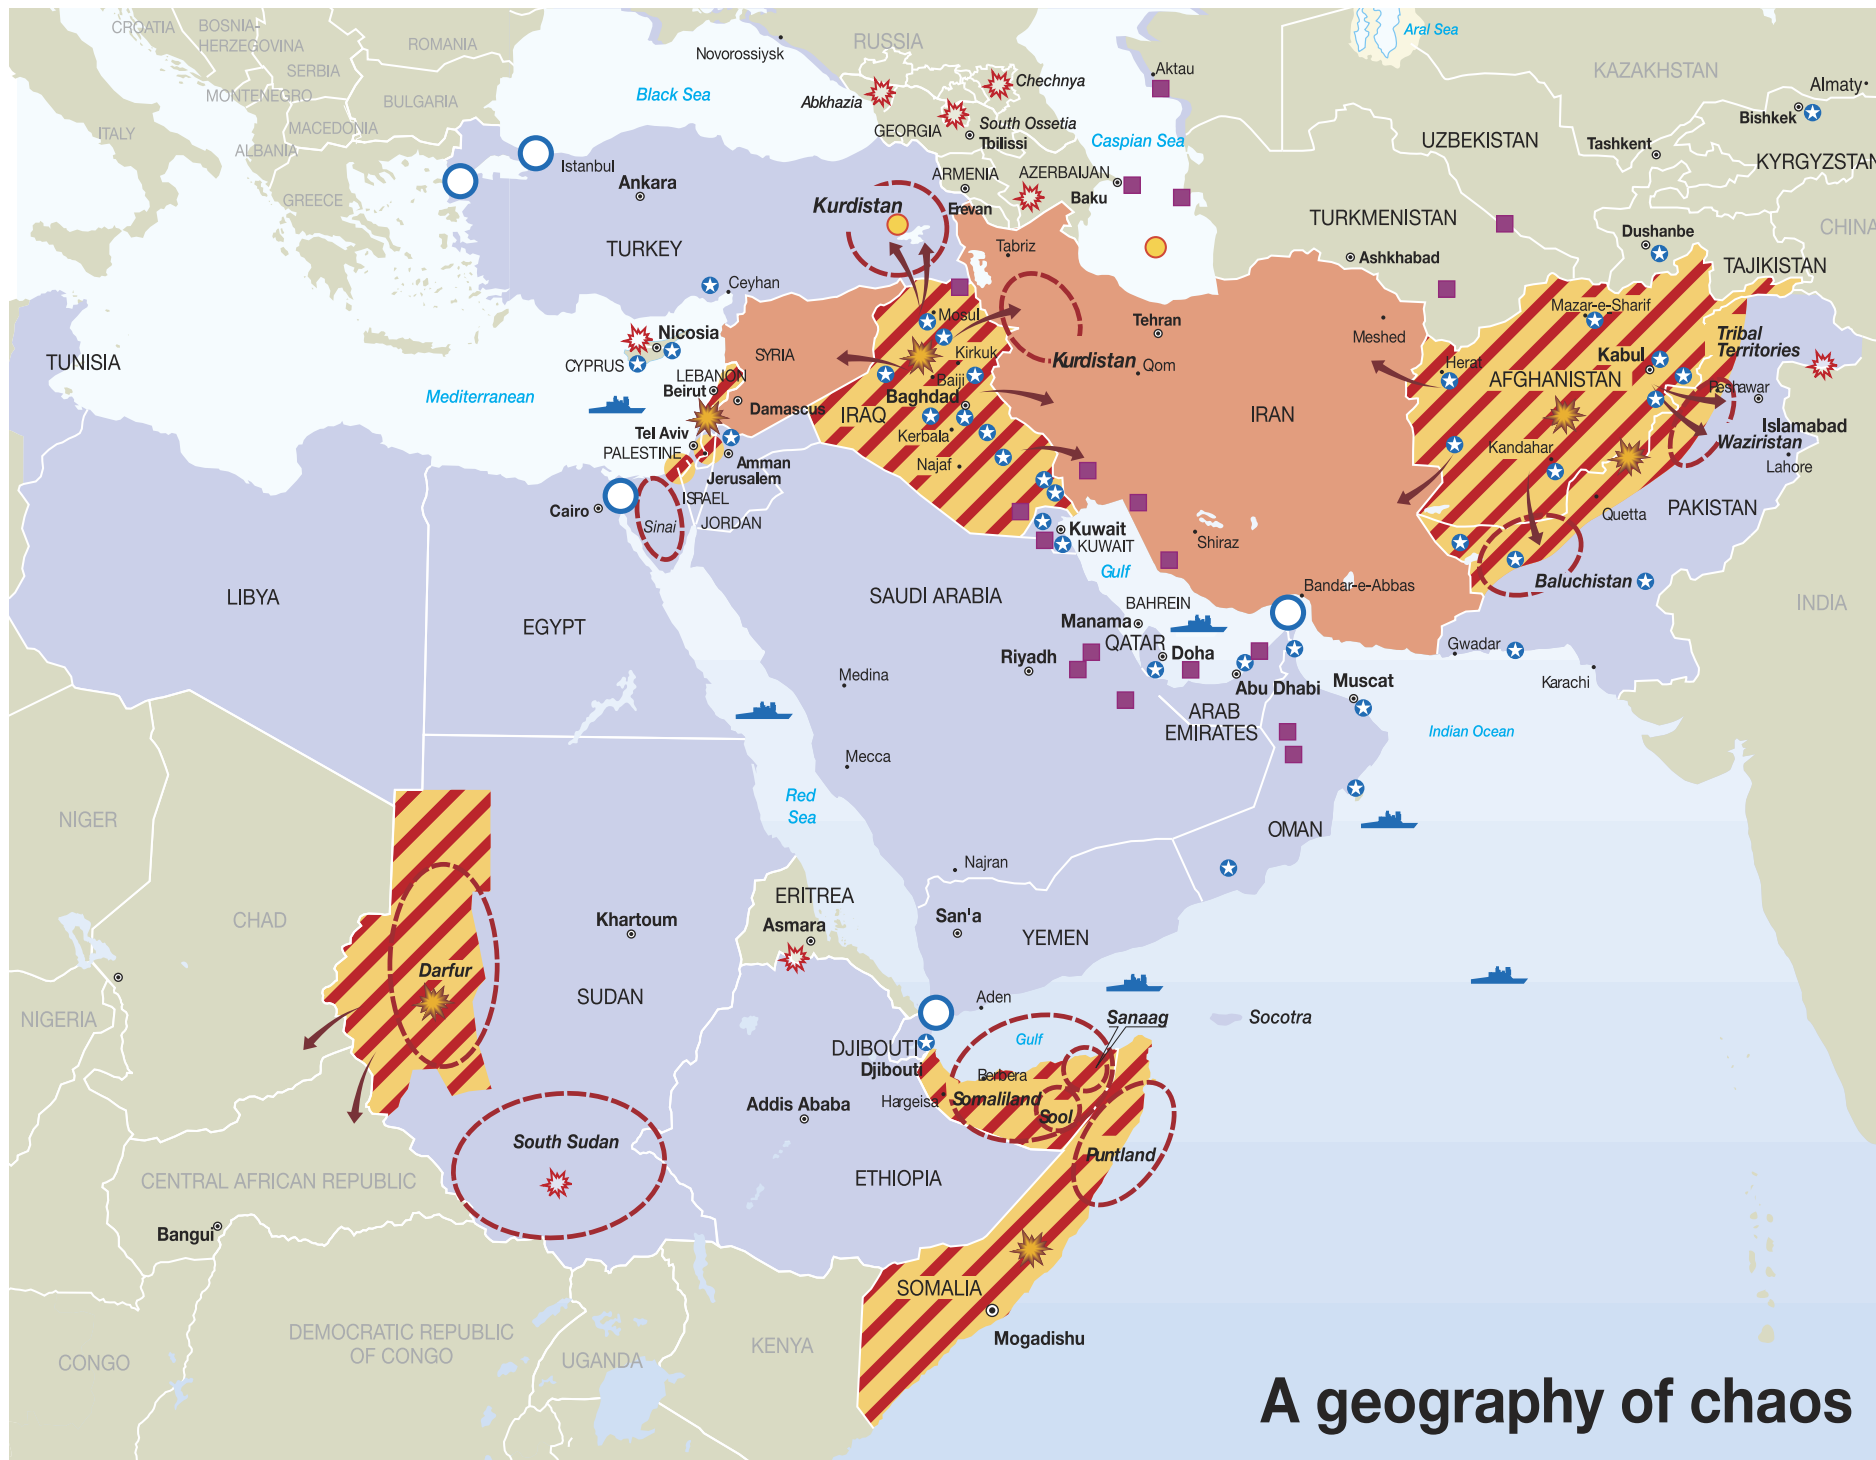 CROATIA
BOSNIA-
HERZEGOVINA
ROMANIA
SERBIA
MONTENEGRO
BULGARIA
ITALY
MACEDONIA
ALBANIA
GREECE
Novorossiysk
Black Sea
RUSSIA
Abkhazia
Chechnya
GEORGIA
South Ossetia
Tbilissi
ARMENIA
AZERBAIJAN
Erevan
Baku
Caspian Sea
Aktau
Aral Sea
KAZAKHSTAN
Almaty
Bishkek
UZBEKISTAN
Tashkent
KYRGYZSTAN
TURKMENISTAN
Ashkhabad
Dushanbe
CHINA
TAJIKISTAN
Istanbul
Ankara
TURKEY
Ceyhan
Kurdistan
Tabriz
Nicosia
CYPRUS
TUNISIA
Mediterranean
SYRIA
LEBANON
Beirut
Damascus
Tel Aviv
PALESTINE
Amman
Jerusalem
ISRAEL
JORDAN
Cairo
Sinai
Mosul
Kirkuk
Baiji
Baghdad
IRAQ
Kerbala
Najaf
Kurdistan
Tehran
Qom
Meshed
IRAN
Shiraz
Bandar-e-Abbas
Mazar-e-Sharif
Herat
Kabul
AFGHANISTAN
Kandahar
Tribal
Territories
Peshawar
Islamabad
Waziristan
Lahore
Quetta
PAKISTAN
Baluchistan
INDIA
Gwadar
Karachi
Kuwait
KUWAIT
Gulf
BAHREIN
Manama
QATAR
Doha
Riyadh
Abu Dhabi
Muscat
ARAB
EMIRATES
Indian Ocean
OMAN
LIBYA
EGYPT
SAUDI ARABIA
Medina
Mecca
Red
Sea
Najran
NIGER
CHAD
NIGERIA
Khartoum
SUDAN
Darfur
ERITREA
Asmara
San'a
YEMEN
Aden
Sanaag
Socotra
Gulf
DJIBOUTI
Djibouti
Berbera
Hargeisa
Somaliland
Sool
Puntland
Addis Ababa
South Sudan
ETHIOPIA
CENTRAL AFRICAN REPUBLIC
Bangui
SOMALIA
Mogadishu
DEMOCRATIC REPUBLIC
OF CONGO
CONGO
UGANDA
KENYA
A geography of chaos